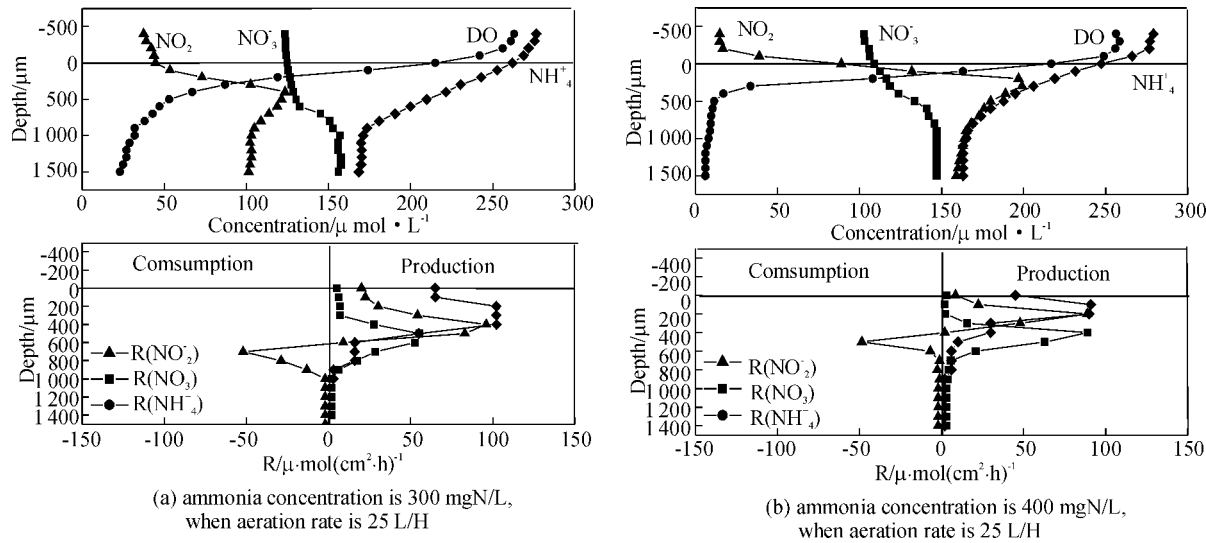 NO2 NO-3 DO
NH+4
-500
0
500
1 000
1 500
Depth/μm
0 50 100 150 200 250 300
Concentration/μ mol • L-1
-400
-200
0
200
400
600
800
1 000
1 200
1 400
Depth/μm
Comsumption Production
R(NO-2)
R(NO3)
R(NH-4)
-150 -100 -50 0 50 100 150
R/μ·mol(cm2·h)-1
(a) ammonia concentration is 300 mgN/L,
when aeration rate is 25 L/H
NO2 NO-3 DO
NH+4
-500
0
500
1 000
1 500
Depth/μm
0 50 100 150 200 250 300
Concentration/μ mol • L-1
-400
-200
0
200
400
600
800
1 000
1 200
1 400
Depth/μm
Comsumption Production
R(NO-2)
R(NO3)
R(NH-4)
-150 -100 -50 0 50 100 150
R/μ·mol(cm2·h)-1
(b) ammonia concentration is 400 mgN/L,
when aeration rate is 25 L/H